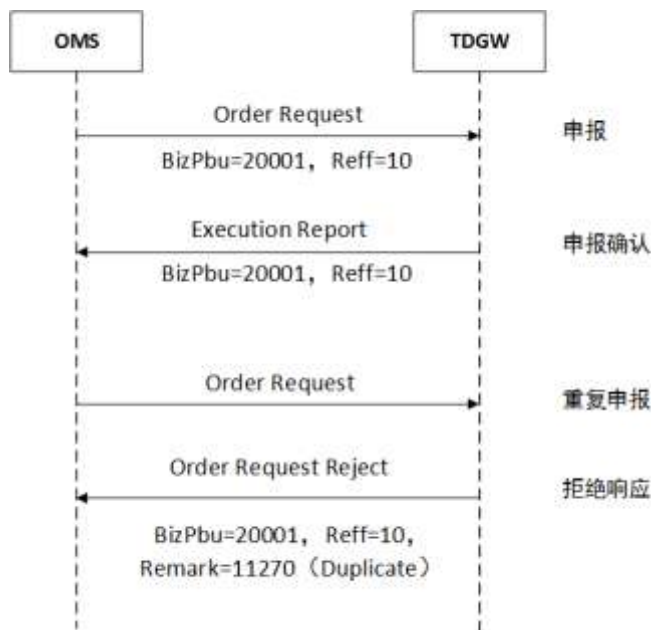 OMS
TDGW
Order Request
申报
BizPbu=20001，Reff=10
Execution Report
申报确认
BizPbu=20001，Reff=10
Order Request
重复申报
Order Request Reject
拒绝响应
BizPbu=20001，Reff=10,
Remark=11270（Duplicate）